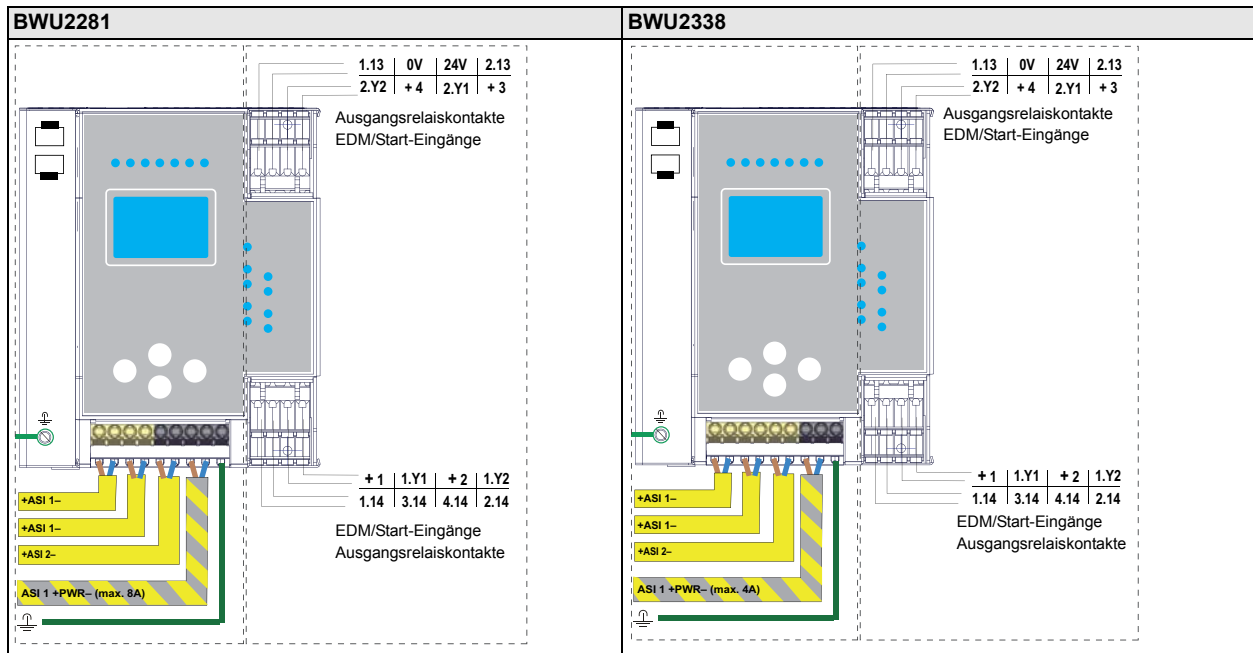 BWU2281
1.13 0V 24V 2.13
2.Y2 + 4 2.Y1 + 3
Ausgangsrelaiskontakte
EDM/Start-Eingänge
+ 1 1.Y1 + 2 1.Y2
1.14 3.14 4.14 2.14
EDM/Start-Eingänge
Ausgangsrelaiskontakte
+ASI 1–
+ASI 1–
+ASI 2–
ASI 1 +PWR– (max. 8A)
BWU2338
1.13 0V 24V 2.13
2.Y2 + 4 2.Y1 + 3
Ausgangsrelaiskontakte
EDM/Start-Eingänge
+ 1 1.Y1 + 2 1.Y2
1.14 3.14 4.14 2.14
EDM/Start-Eingänge
Ausgangsrelaiskontakte
+ASI 1–
+ASI 1–
+ASI 2–
ASI 1 +PWR– (max. 4A)